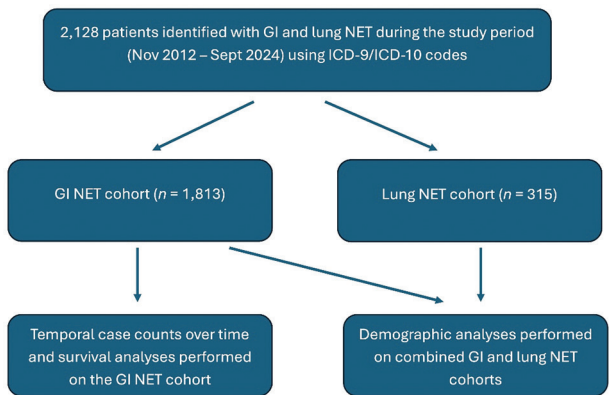 2,128 patients identified with GI and lung NET during the study period
(Nov 2012 – Sept 2024) using ICD-9/ICD-10 codes
GI NET cohort (n = 1,813)
Lung NET cohort (n = 315)
Temporal case counts over time
and survival analyses performed
on the GI NET cohort
Demographic analyses performed
on combined GI and lung NET
cohorts